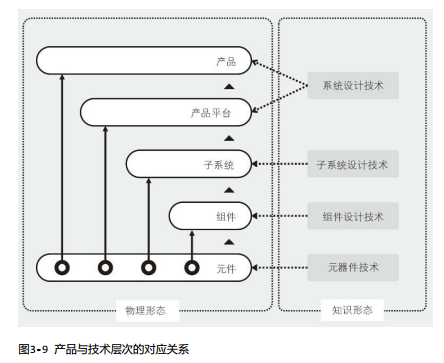 产品
系统设计技术
产品平台
子系统
子系统设计技术
组件
组件设计技术
元件
元器件技术
物理形态
知识形态
图3-9 产品与技术层次的对应关系